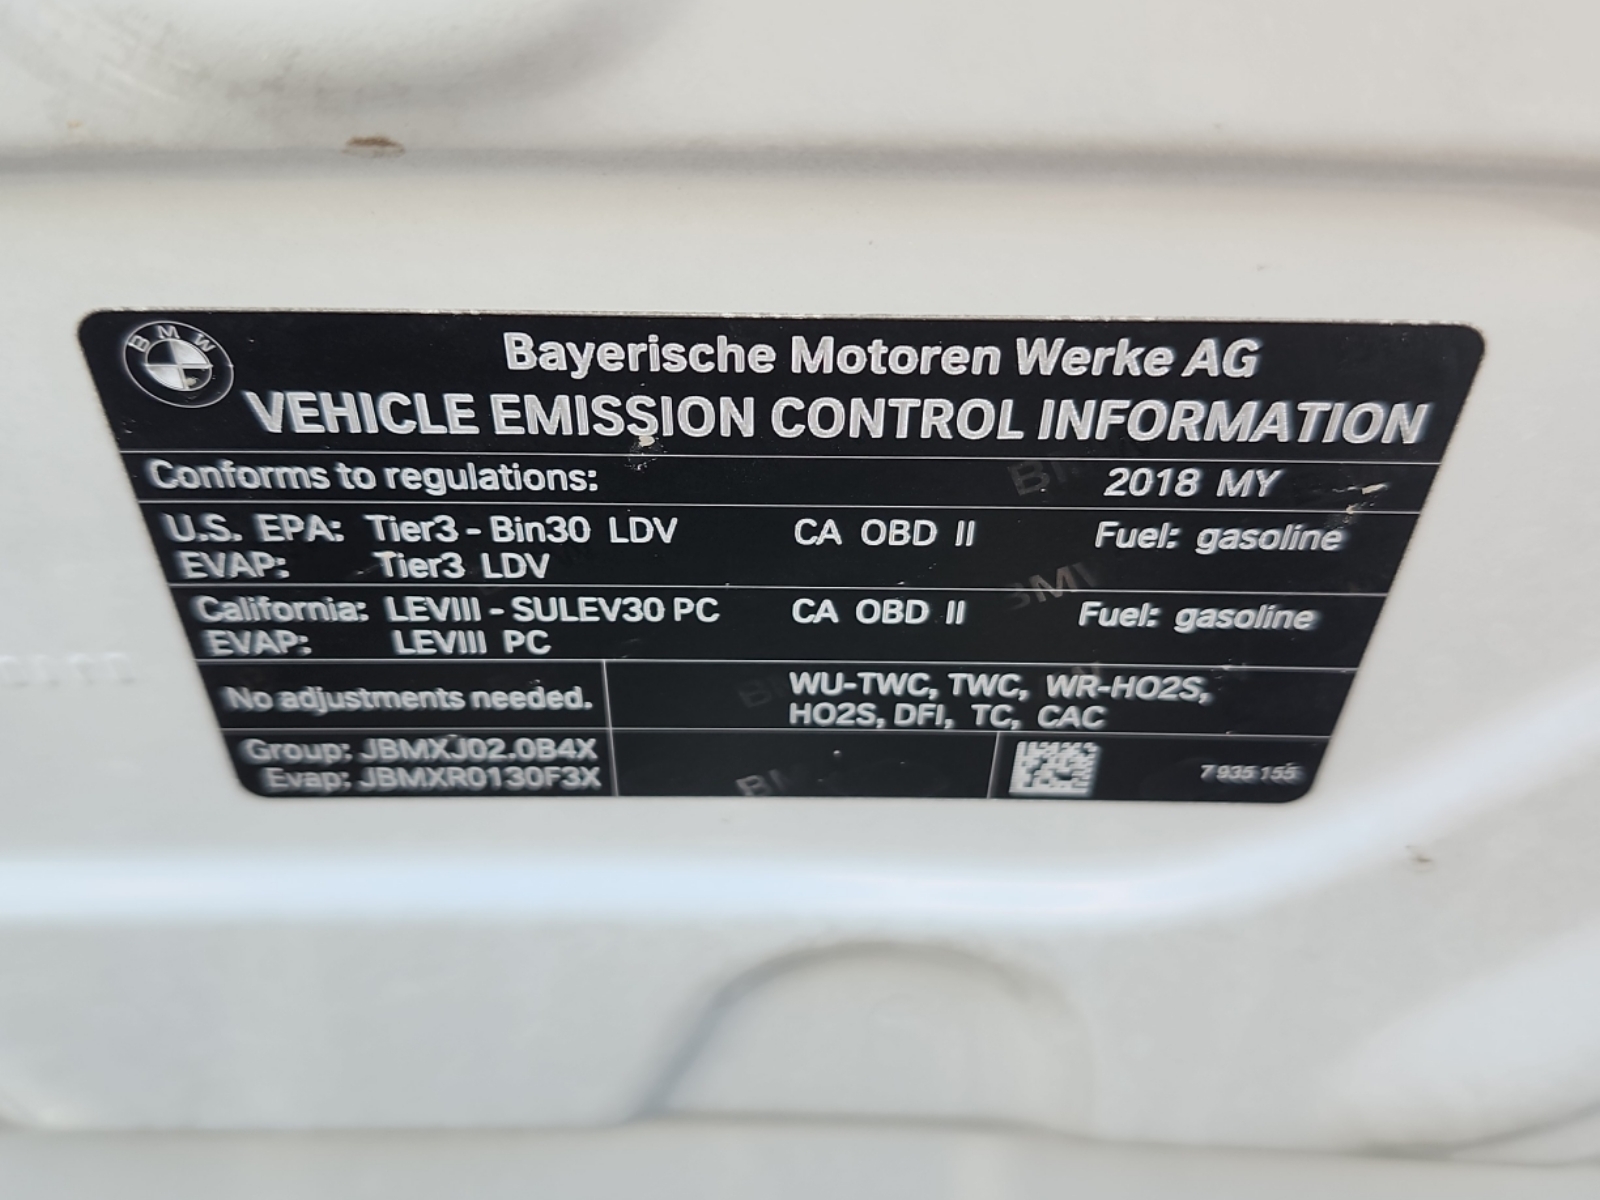 BMW
Bayerische Motoren Werke AG
VEHICLE EMISSION CONTROL INFORMATION
Conforms to regulations: 2018 MY
U.S. EPA: Tier3 - Bin30 LDV CA OBD II Fuel: gasoline
EVAP: Tier3 LDV
California: LEVIII - SULEV30 PC CA OBD II Fuel: gasoline
EVAP: LEVIII PC
No adjustments needed.
WU-TWC, TWC, WR-HO2S,
HO2S, DFI, TC, CAC
Group: JBMXJ02.0B4X
Evap: JBMXR0130F3X
7 935 155